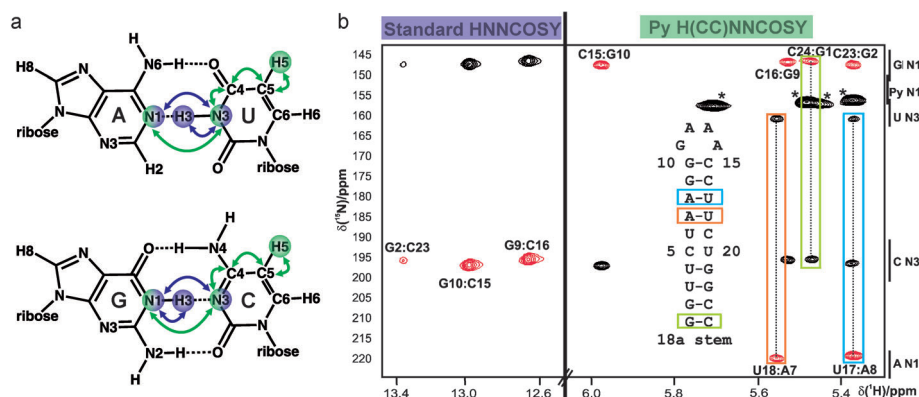 a
N6-H
O
H5
H8
N
C4
C5
A
N1
H3
N3
U
C6-H6
N
ribose
N3
N
H2
O
ribose
H
O
H-N4
H5
H8
N
C4
C5
G
N1
H3
N3
C
C6-H6
N
ribose
N3
N
N2-H
O
ribose
b
Standard HNNCOSY
Py H(CC)NNCOSY
145
150
155
160
165
170
175
180
185
190
195
200
205
210
215
220
δ(¹⁵N)/ppm
C15:G10
C24:G1
C23:G2
C16:G9
G N1
Py N1
U N3
C N3
A N1
* * * *
A A
G A
10 G-C 15
G-C
A-U
A-U
U C
5 C U 20
U G
U G
G-C
G-C
18a stem
G2:C23
G9:C16
G10:C15
U18:A7
U17:A8
13.4 13.0 12.6 6.0 5.8 5.6 5.4 δ(¹H)/ppm